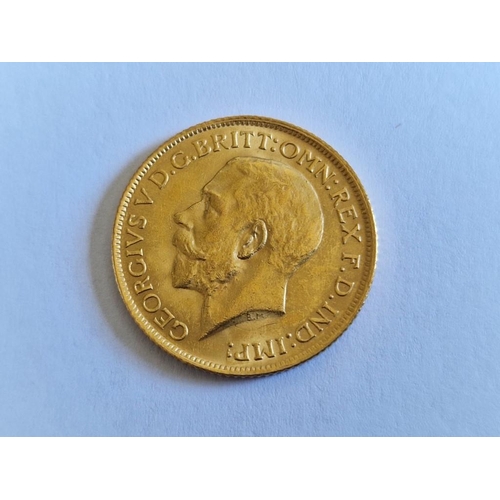 GEORGIVS V D.G.BRITT:OMN:REX F.D.IND:IMP:
B.M